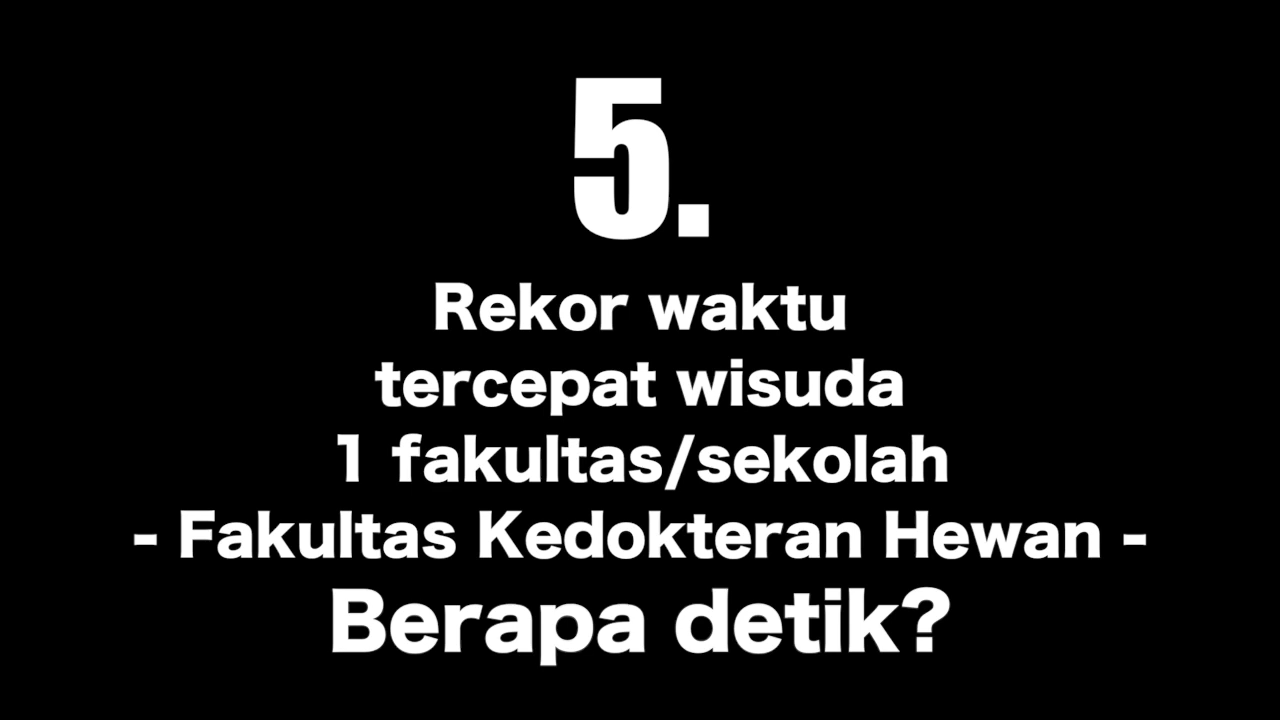 5.
Rekor waktu
tercepat wisuda
1 fakultas/sekolah
- Fakultas Kedokteran Hewan -
Berapa detik?